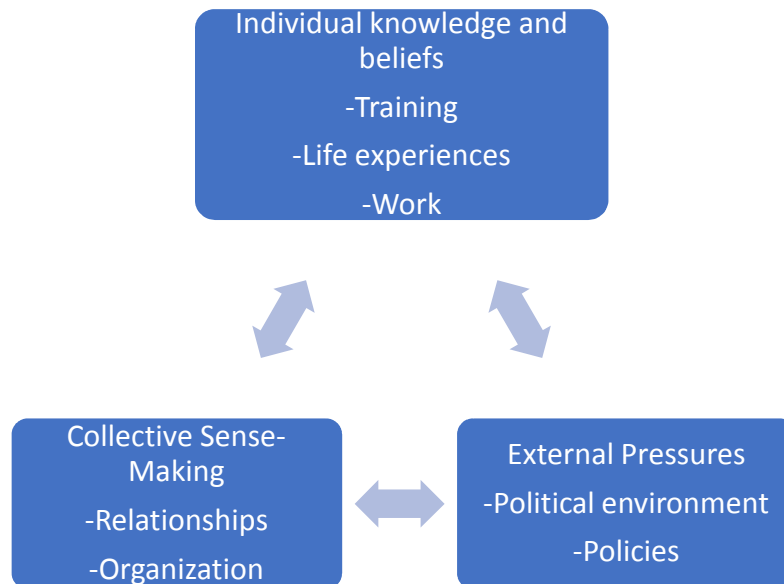 Individual knowledge and
beliefs
-Training
-Life experiences
-Work
Collective Sense-
Making
-Relationships
-Organization
External Pressures
-Political environment
-Policies